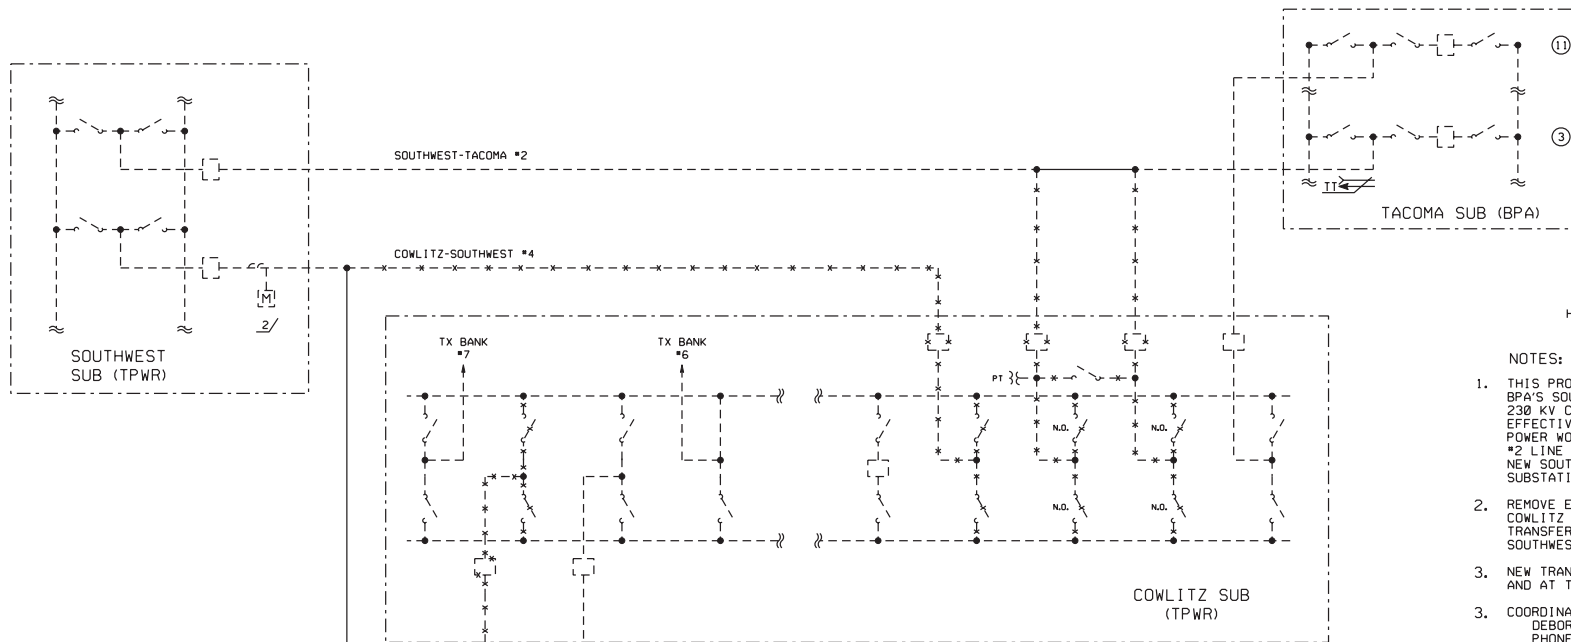 11
3
SOUTHWEST-TACOMA #2
TT
TACOMA SUB (BPA)
COWLITZ-SOUTHWEST #4
M
2/
SOUTHWEST
SUB (TPWR)
TX BANK
#7
TX BANK
#6
PT
N.O.
N.O.
N.O.
N.O.
COWLITZ SUB
(TPWR)
NOTES:
1. THIS PRO
BPA'S SOU
230 KV C
EFFECTIV
POWER WO
#2 LINE
NEW SOUT
SUBSTATI
2. REMOVE E
COWLITZ
TRANSFER
SOUTHWES
3. NEW TRAN
AND AT T
3. COORDINA
DEBOR
PHONE